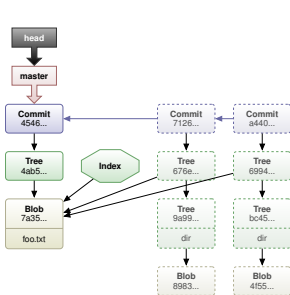 head
master
Commit
4546...
Commit
7126...
Commit
a440...
Tree
4ab5...
Index
Tree
676e...
Tree
6994...
Blob
7a35...
foo.txt
Tree
9a99...
dir
Tree
bc45...
dir
Blob
8983...
Blob
4f55...